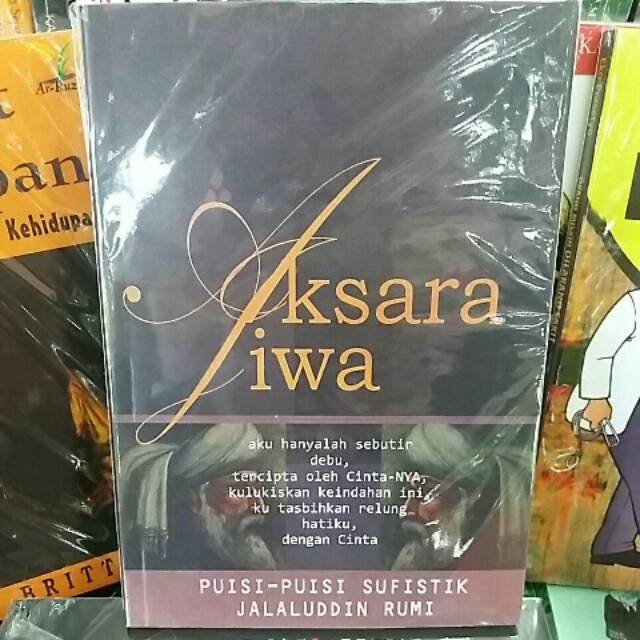 Aksara
Jiwa
aku hanyalah sebutir
debu,
tercipta oleh Cinta-NYA,
kulukiskan keindahan ini,
ku tasbihkan relung
hatiku,
dengan Cinta
PUISI-PUISI SUFISTIK
JALALUDDIN RUMI
Kehidupa
BRITT